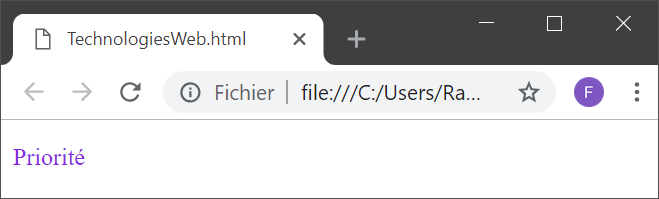 TechnologiesWeb.html
Fichier | file:///C:/Users/Ra... F
Priorité